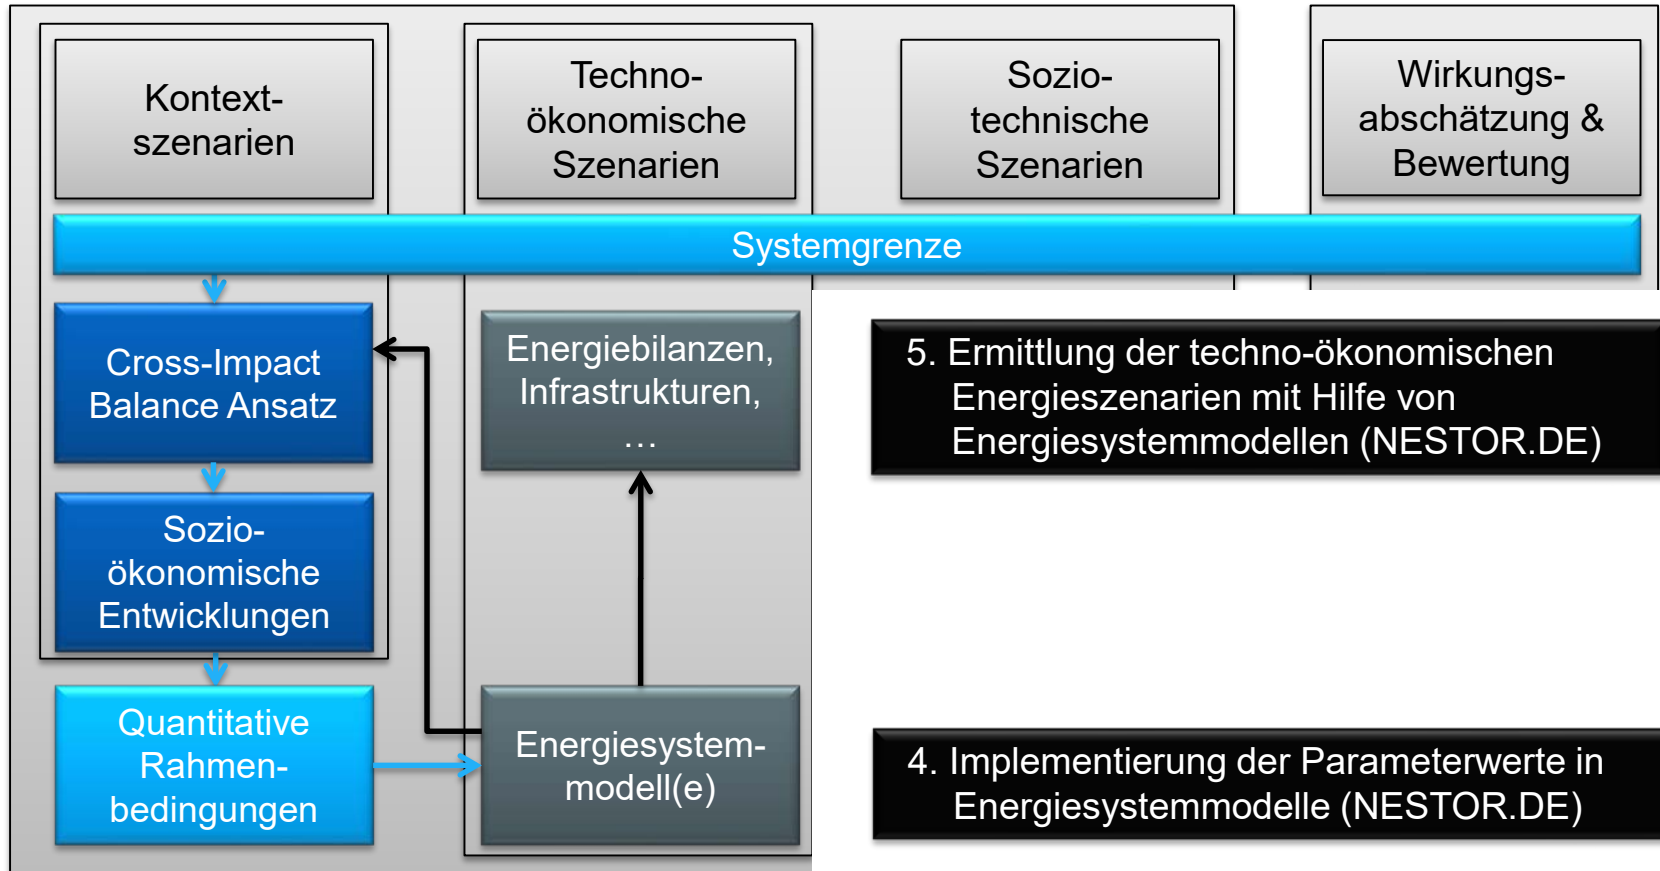 Kontext-
szenarien
Techno-
ökonomische
Szenarien
Sozio-
technische
Szenarien
Wirkungs-
abschätzung &
Bewertung
Systemgrenze
Cross-Impact
Balance Ansatz
Energiebilanzen,
Infrastrukturen,
...
5. Ermittlung der techno-ökonomischen
Energieszenarien mit Hilfe von
Energiesystemmodellen (NESTOR.DE)
Sozio-
ökonomische
Entwicklungen
Quantitative
Rahmen-
bedingungen
Energiesystem-
modell(e)
4. Implementierung der Parameterwerte in
Energiesystemmodelle (NESTOR.DE)